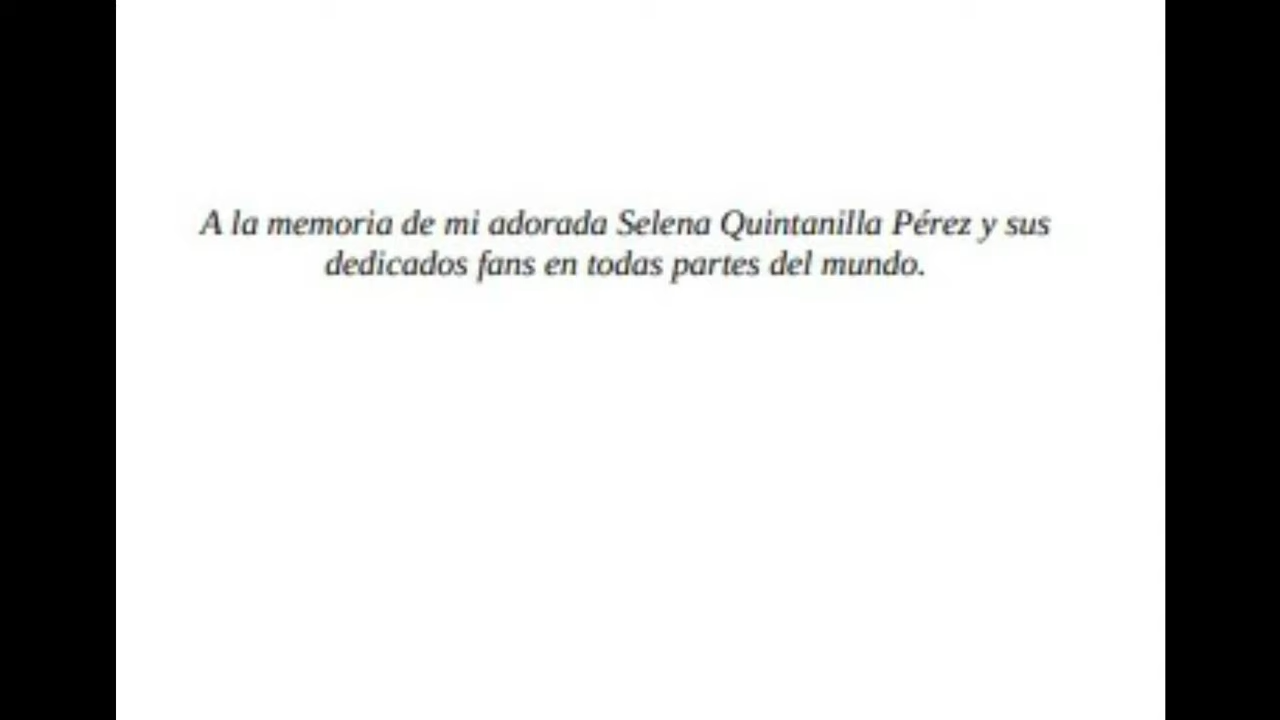 A la memoria de mi adorada Selena Quintanilla Pérez y sus
dedicados fans en todas partes del mundo.